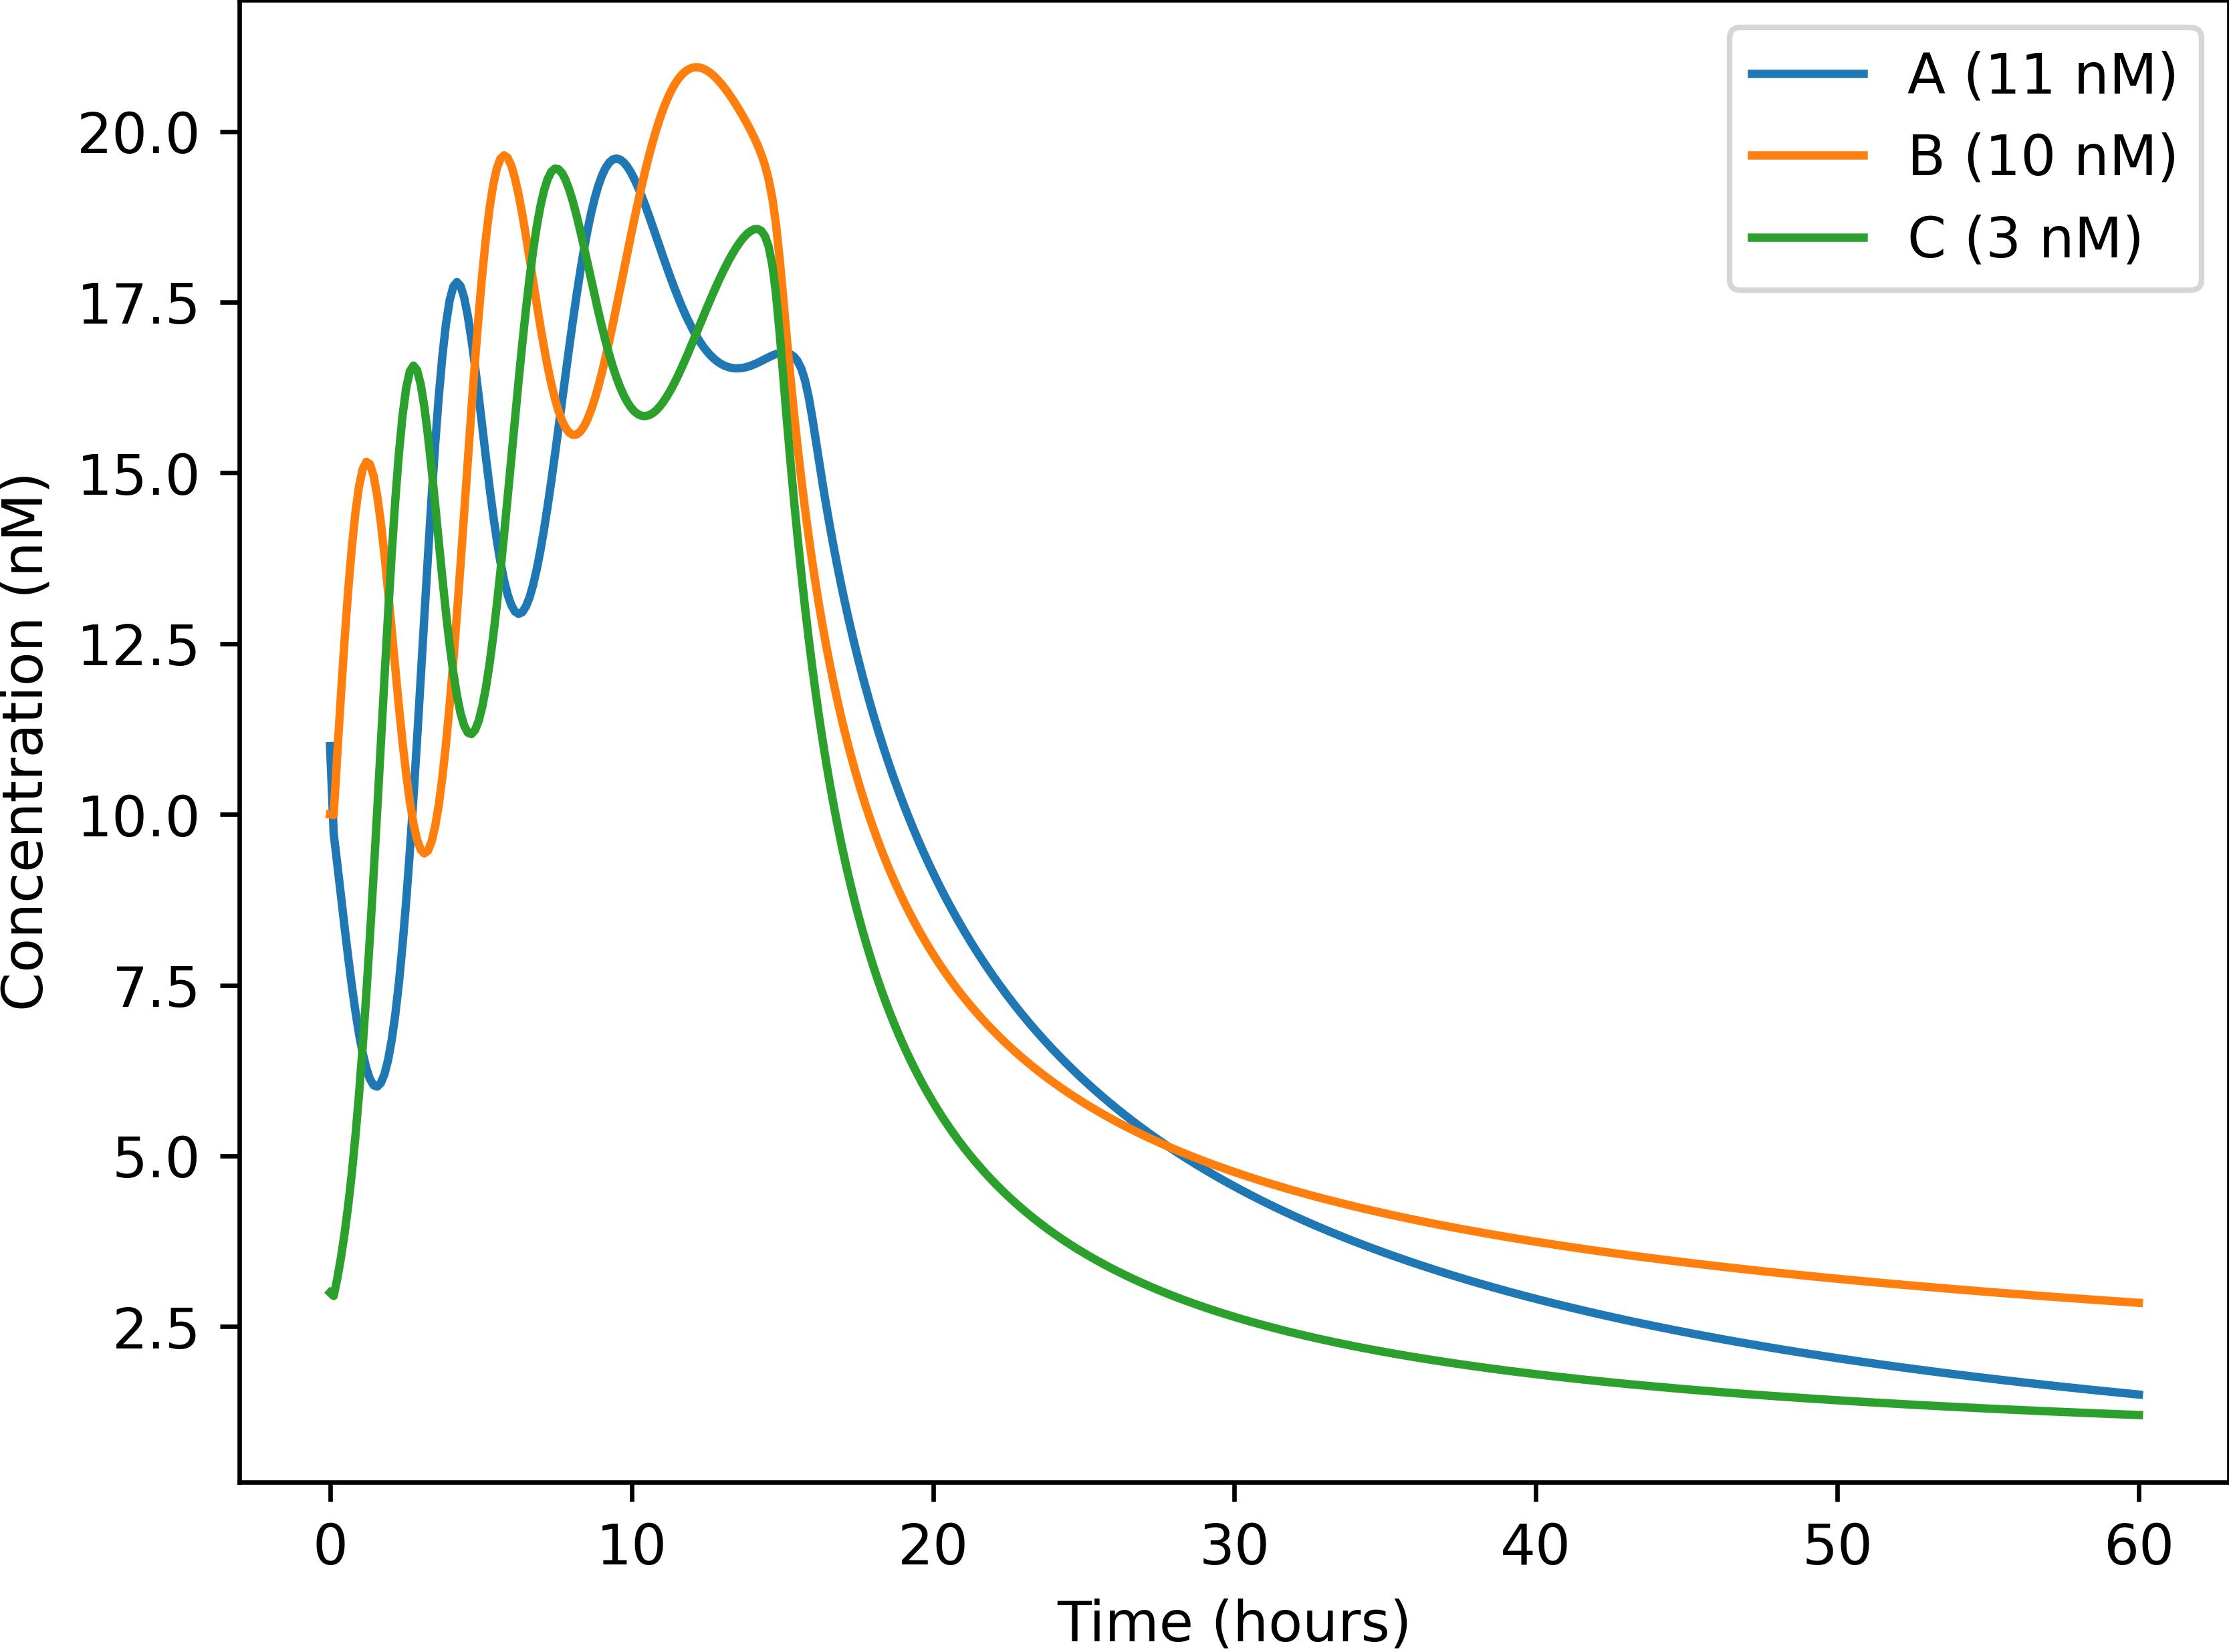 A (11 nM)
B (10 nM)
C (3 nM)
Concentration (nM)
20.0
17.5
15.0
12.5
10.0
7.5
5.0
2.5
0 10 20 30 40 50 60
Time (hours)